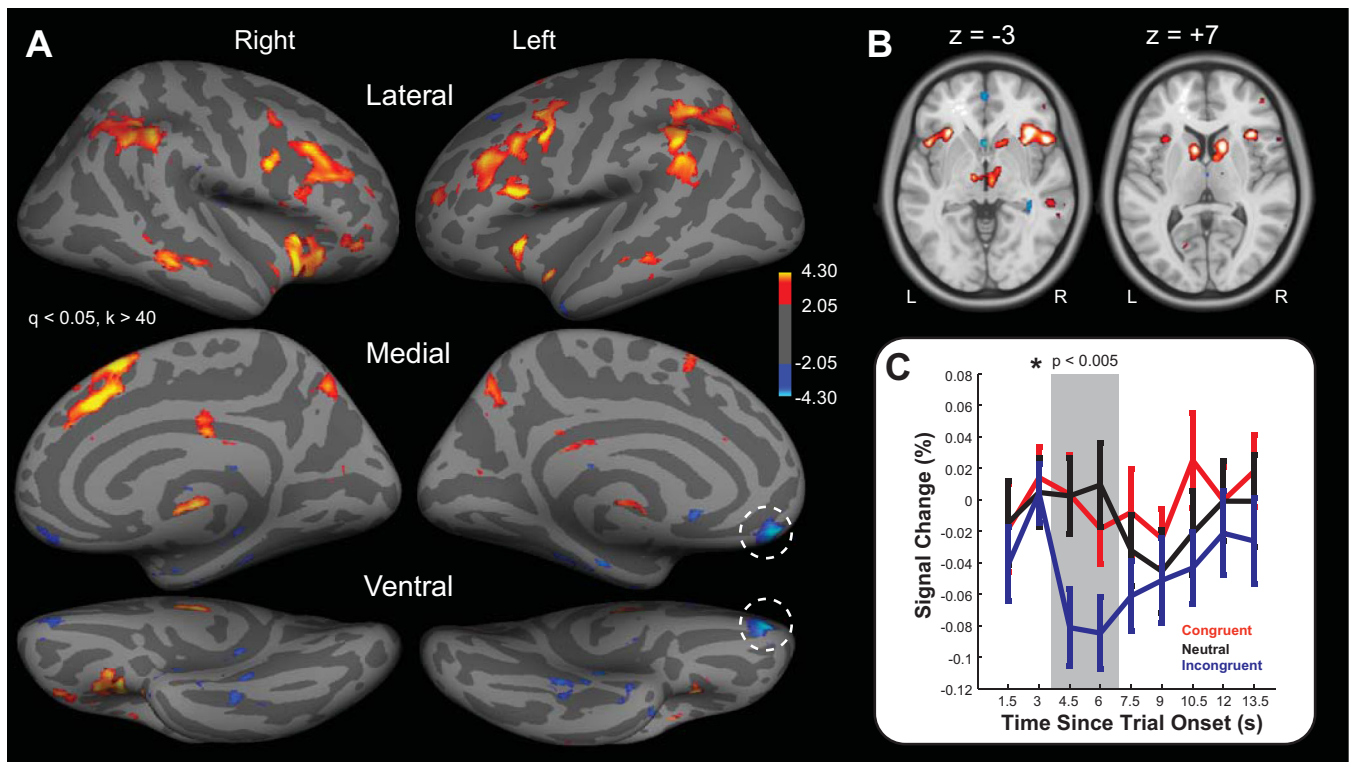 A
Right
Left
Lateral
4.30
2.05
-2.05
-4.30
q < 0.05, k > 40
Medial
Ventral
B
z = -3
z = +7
L
R
L
R
C
* p < 0.005
Signal Change (%)
0.08
0.06
0.04
0.02
0
-0.02
-0.04
-0.06
-0.08
-0.1
-0.12
Congruent
Neutral
Incongruent
1.5 3 4.5 6 7.5 9 10.5 12 13.5
Time Since Trial Onset (s)